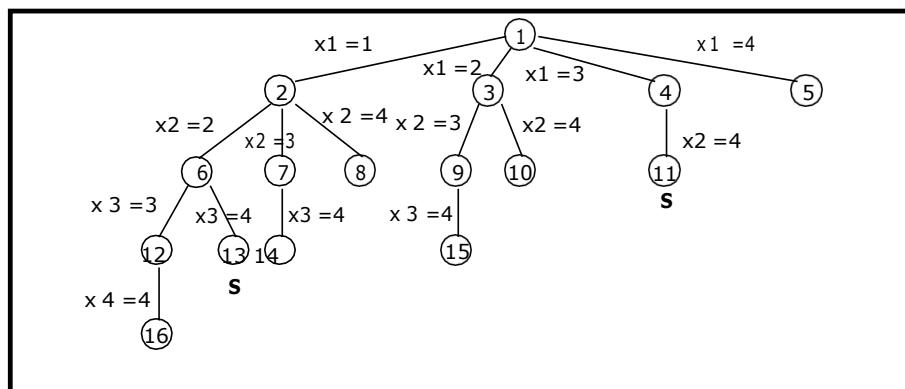 1
x1 =1
x1 =2
x1 =3
x1 =4
2
3
4
5
x2 =2
x2 =3
x 2 =4
x 2 =3
x2 =4
x2 =4
6
7
8
9
10
11
S
x 3 =3
x3 =4
x3 =4
x 3 =4
12
13
14
15
S
x 4 =4
16